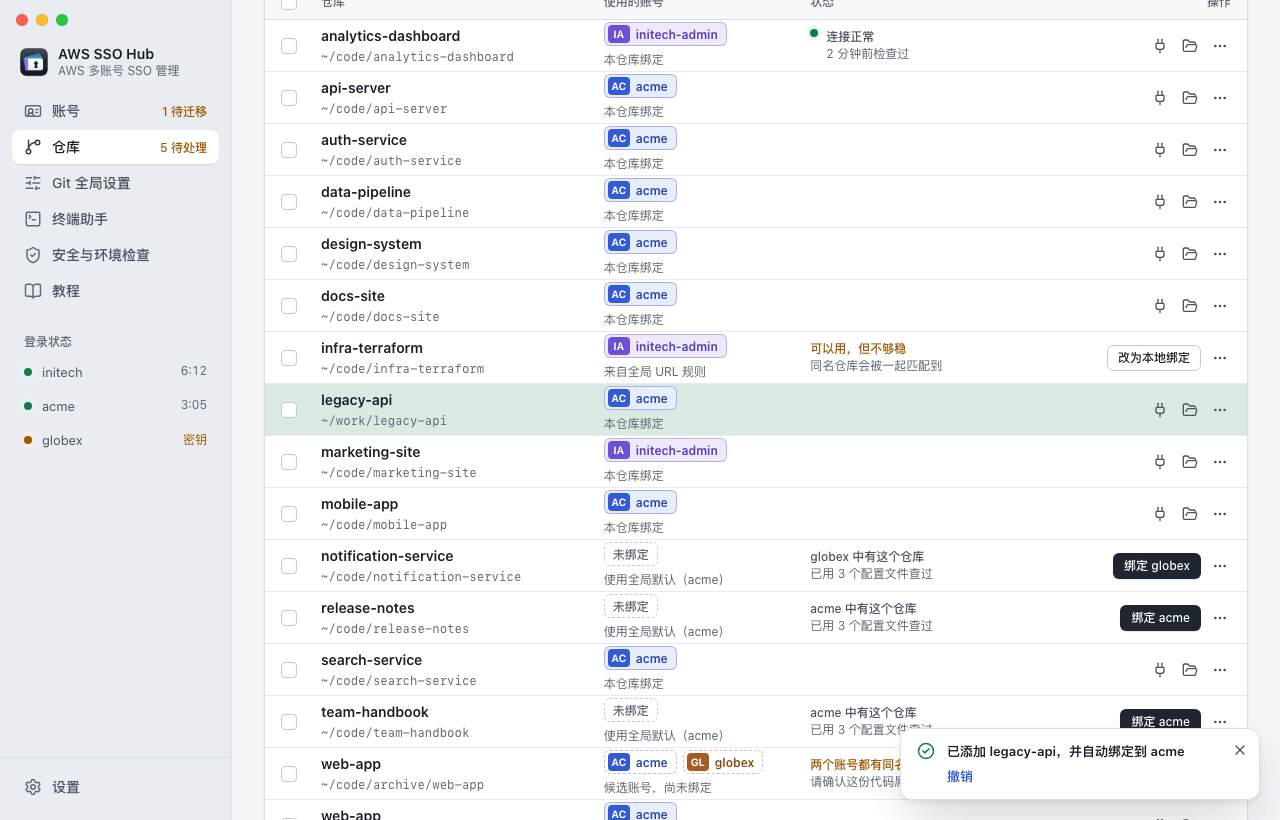 AWS SSO Hub
AWS 多账号 SSO 管理
账号
1 待迁移
仓库
5 待处理
Git 全局设置
终端助手
安全与环境检查
教程
登录状态
initech
6:12
acme
3:05
globex
密钥
设置
仓库
使用的账号
状态
操作
analytics-dashboard
~/code/analytics-dashboard
IA initech-admin
本仓库绑定
连接正常
2 分钟前检查过
api-server
~/code/api-server
AC acme
本仓库绑定
auth-service
~/code/auth-service
AC acme
本仓库绑定
data-pipeline
~/code/data-pipeline
AC acme
本仓库绑定
design-system
~/code/design-system
AC acme
本仓库绑定
docs-site
~/code/docs-site
AC acme
本仓库绑定
infra-terraform
~/code/infra-terraform
IA initech-admin
来自全局 URL 规则
可以用，但不够稳
同名仓库会被一起匹配到
改为本地绑定
legacy-api
~/work/legacy-api
AC acme
本仓库绑定
marketing-site
~/code/marketing-site
IA initech-admin
本仓库绑定
mobile-app
~/code/mobile-app
AC acme
本仓库绑定
notification-service
~/code/notification-service
未绑定
使用全局默认（acme）
globex 中有这个仓库
已用 3 个配置文件查过
绑定 globex
release-notes
~/code/release-notes
未绑定
使用全局默认（acme）
acme 中有这个仓库
已用 3 个配置文件查过
绑定 acme
search-service
~/code/search-service
AC acme
本仓库绑定
team-handbook
~/code/team-handbook
未绑定
使用全局默认（acme）
acme 中有这个仓库
已用 3 个配置文件查过
绑定 acme
web-app
~/code/archive/web-app
AC acme
GL globex
候选账号，尚未绑定
两个账号都有同名
请确认这份代码
web-app
AC acme
已添加 legacy-api，并自动绑定到 acme
撤销